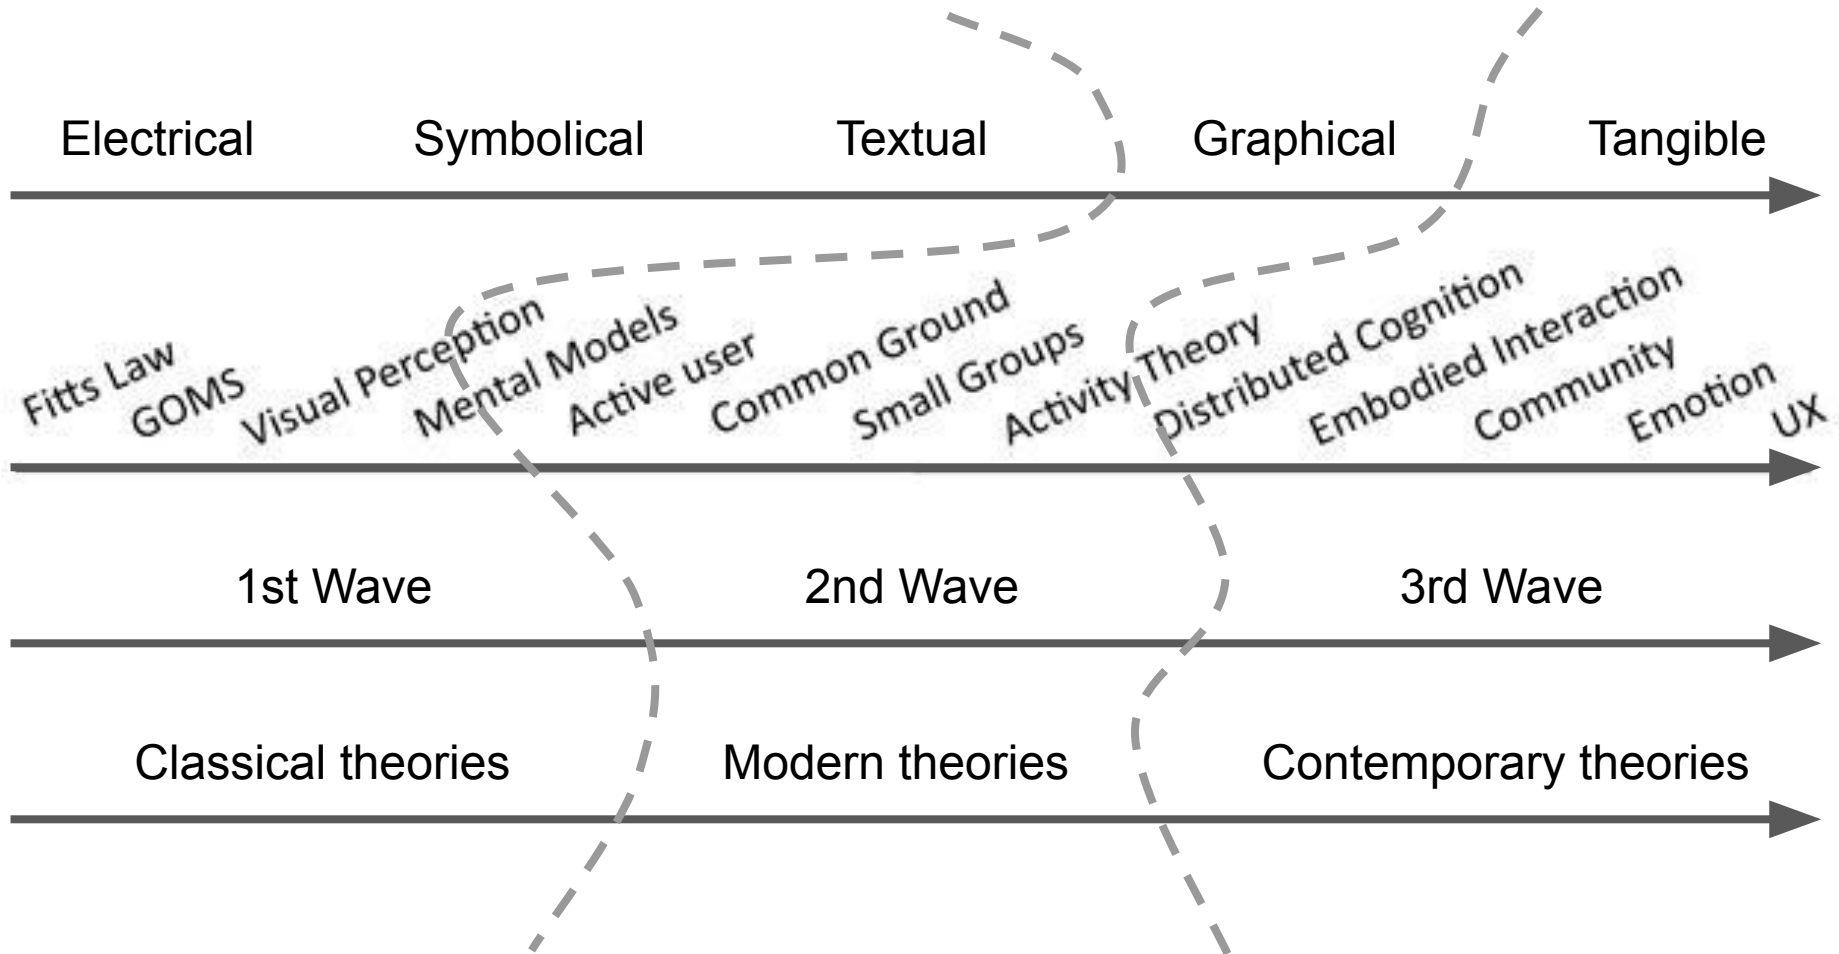 Electrical Symbolical Textual Graphical Tangible
Fitts Law
GOMS
Visual Perception
Mental Models
Active user
Common Ground
Small Groups
Activity Theory
Distributed Cognition
Embodied Interaction
Community
Emotion
UX
1st Wave 2nd Wave 3rd Wave
Classical theories Modern theories Contemporary theories